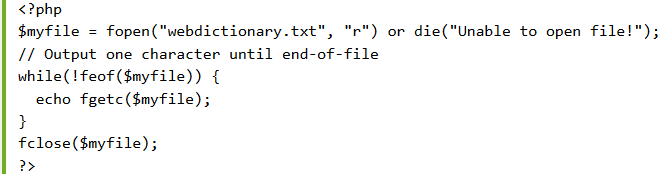 <?php
$myfile = fopen("webdictionary.txt", "r") or die("Unable to open file!");
// Output one character until end-of-file
while(!feof($myfile)) {
  echo fgetc($myfile);
}
fclose($myfile);
?>